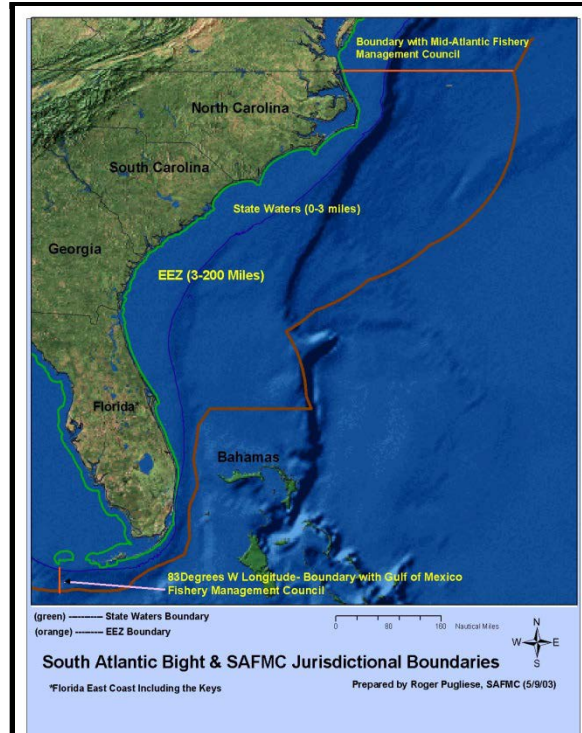 Boundary with Mid-Atlantic Fishery
Management Council
North Carolina
South Carolina
State Waters (0-3 miles)
Georgia
EEZ (3-200 Miles)
Florida*
Bahamas
83Degrees W Longitude- Boundary with Gulf of Mexico
Fishery Management Council
(green) ---------- State Waters Boundary
(orange) --------- EEZ Boundary
0 80 160 Nautical Miles
N
W E
S
South Atlantic Bight & SAFMC Jurisdictional Boundaries
*Florida East Coast Including the Keys
Prepared by Roger Pugliese, SAFMC (5/9/03)